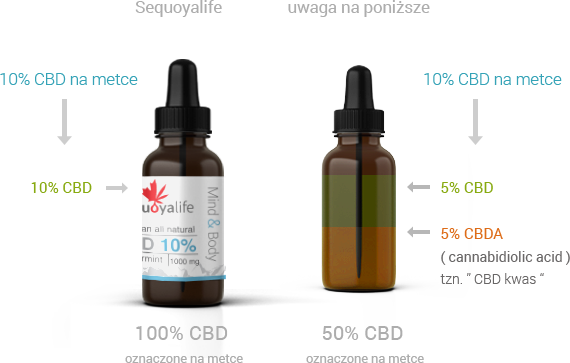 Sequoyalife
uwaga na poniższe
10% CBD na metce
10% CBD na metce
10% CBD
5% CBD
5% CBDA
( cannabidiolic acid )
tzn. ” CBD kwas “
uoyalife
an all natural
D 10%
rmint 1000 mg
Mind & Body
100% CBD
oznaczone na metce
50% CBD
oznaczone na metce